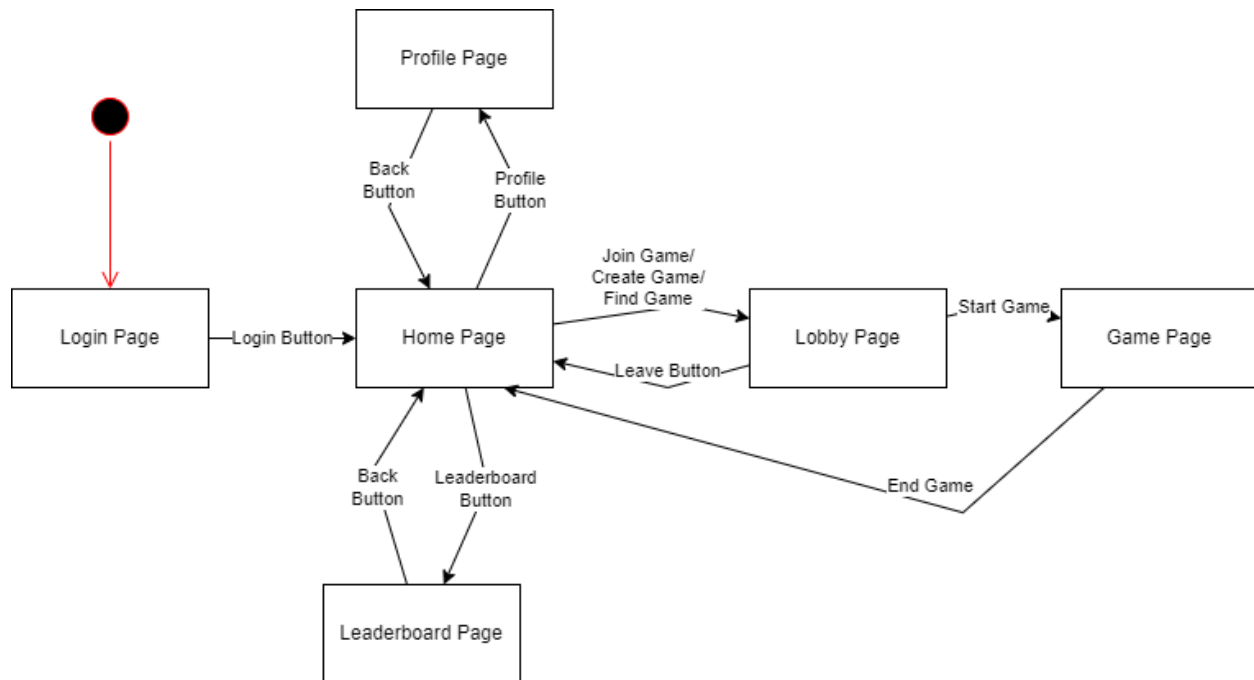 Profile Page
Back
Button
Profile
Button
Join Game/
Create Game/
Find Game
Login Page
Login Button
Home Page
Lobby Page
Start Game
Game Page
Leave Button
Back
Button
Leaderboard
Button
End Game
Leaderboard Page